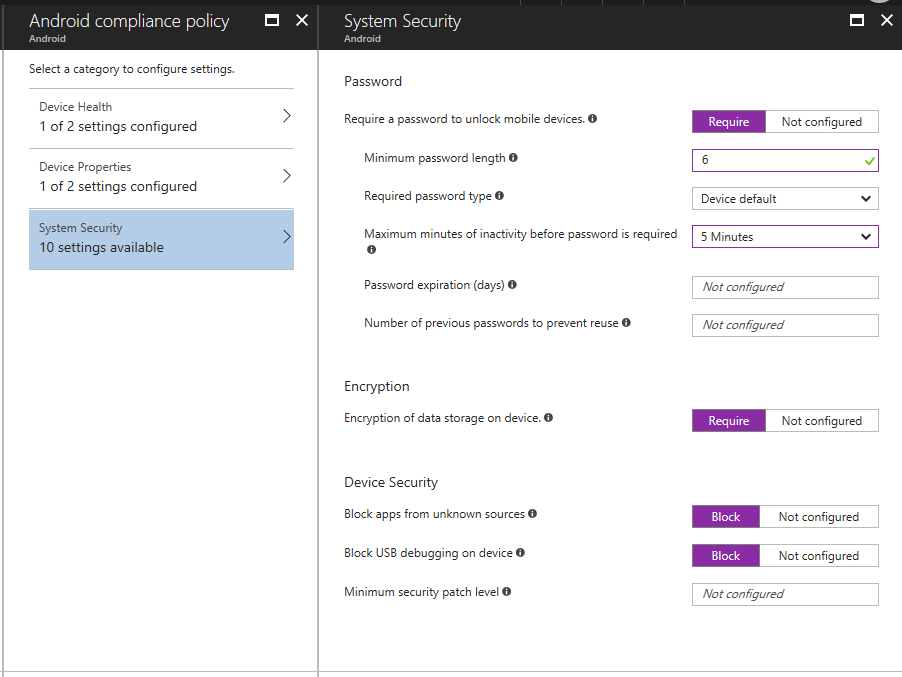 Android compliance policy
Android
Select a category to configure settings.
Device Health
1 of 2 settings configured
Device Properties
1 of 2 settings configured
System Security
10 settings available
System Security
Android
Password
Require a password to unlock mobile devices.
Require Not configured
Minimum password length
6
Required password type
Device default
Maximum minutes of inactivity before password is required
5 Minutes
Password expiration (days)
Not configured
Number of previous passwords to prevent reuse
Not configured
Encryption
Encryption of data storage on device.
Require Not configured
Device Security
Block apps from unknown sources
Block Not configured
Block USB debugging on device
Block Not configured
Minimum security patch level
Not configured